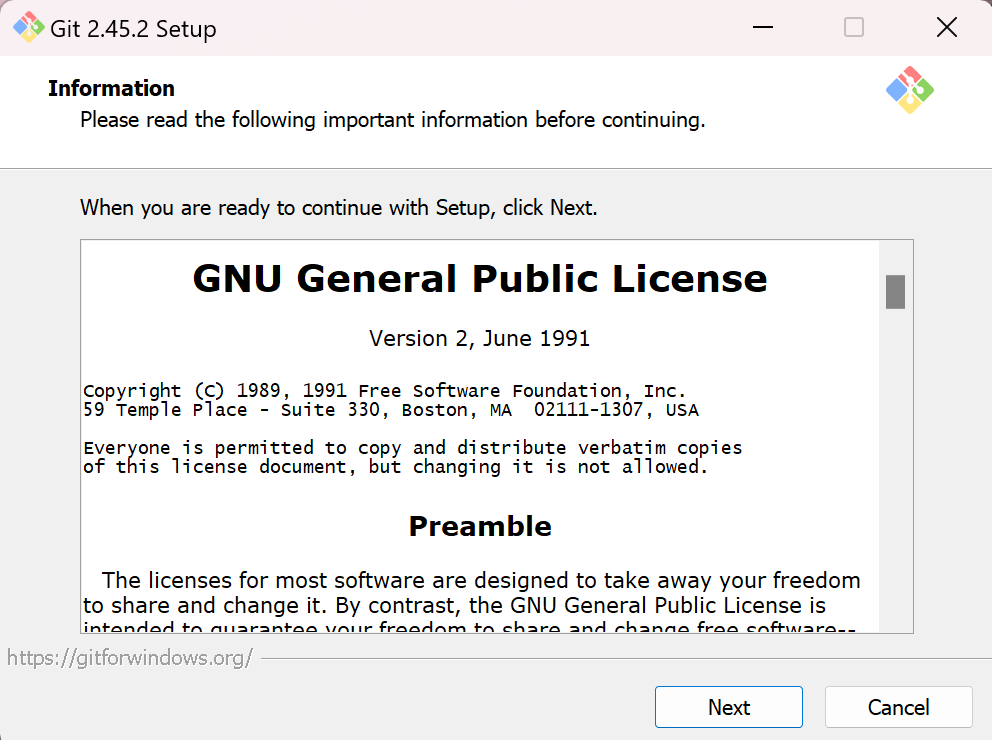 Git 2.45.2 Setup
Information
Please read the following important information before continuing.
When you are ready to continue with Setup, click Next.
GNU General Public License
Version 2, June 1991
Copyright (C) 1989, 1991 Free Software Foundation, Inc.
59 Temple Place - Suite 330, Boston, MA  02111-1307, USA
Everyone is permitted to copy and distribute verbatim copies
of this license document, but changing it is not allowed.
Preamble
The licenses for most software are designed to take away your freedom
to share and change it. By contrast, the GNU General Public License is
intended to guarantee your freedom to share and change free software--
https://gitforwindows.org/
Next
Cancel